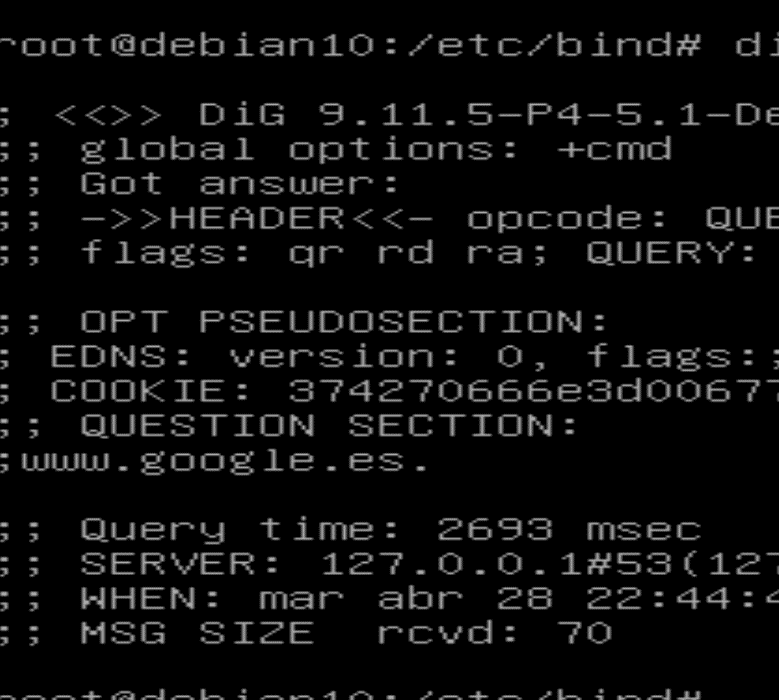 root@debian10:/etc/bind# di
; <<>> DiG 9.11.5-P4-5.1-De
;; global options: +cmd
;; Got answer:
;; ->>HEADER<<- opcode: QUE
;; flags: qr rd ra; QUERY:
;; OPT PSEUDOSECTION:
; EDNS: version: 0, flags:;
; COOKIE: 374270666e3d00677
;; QUESTION SECTION:
;www.google.es.
;; Query time: 2693 msec
;; SERVER: 127.0.0.1#53(127
;; WHEN: mar abr 28 22:44:4
;; MSG SIZE  rcvd: 70
root@debian10:/etc/bind#